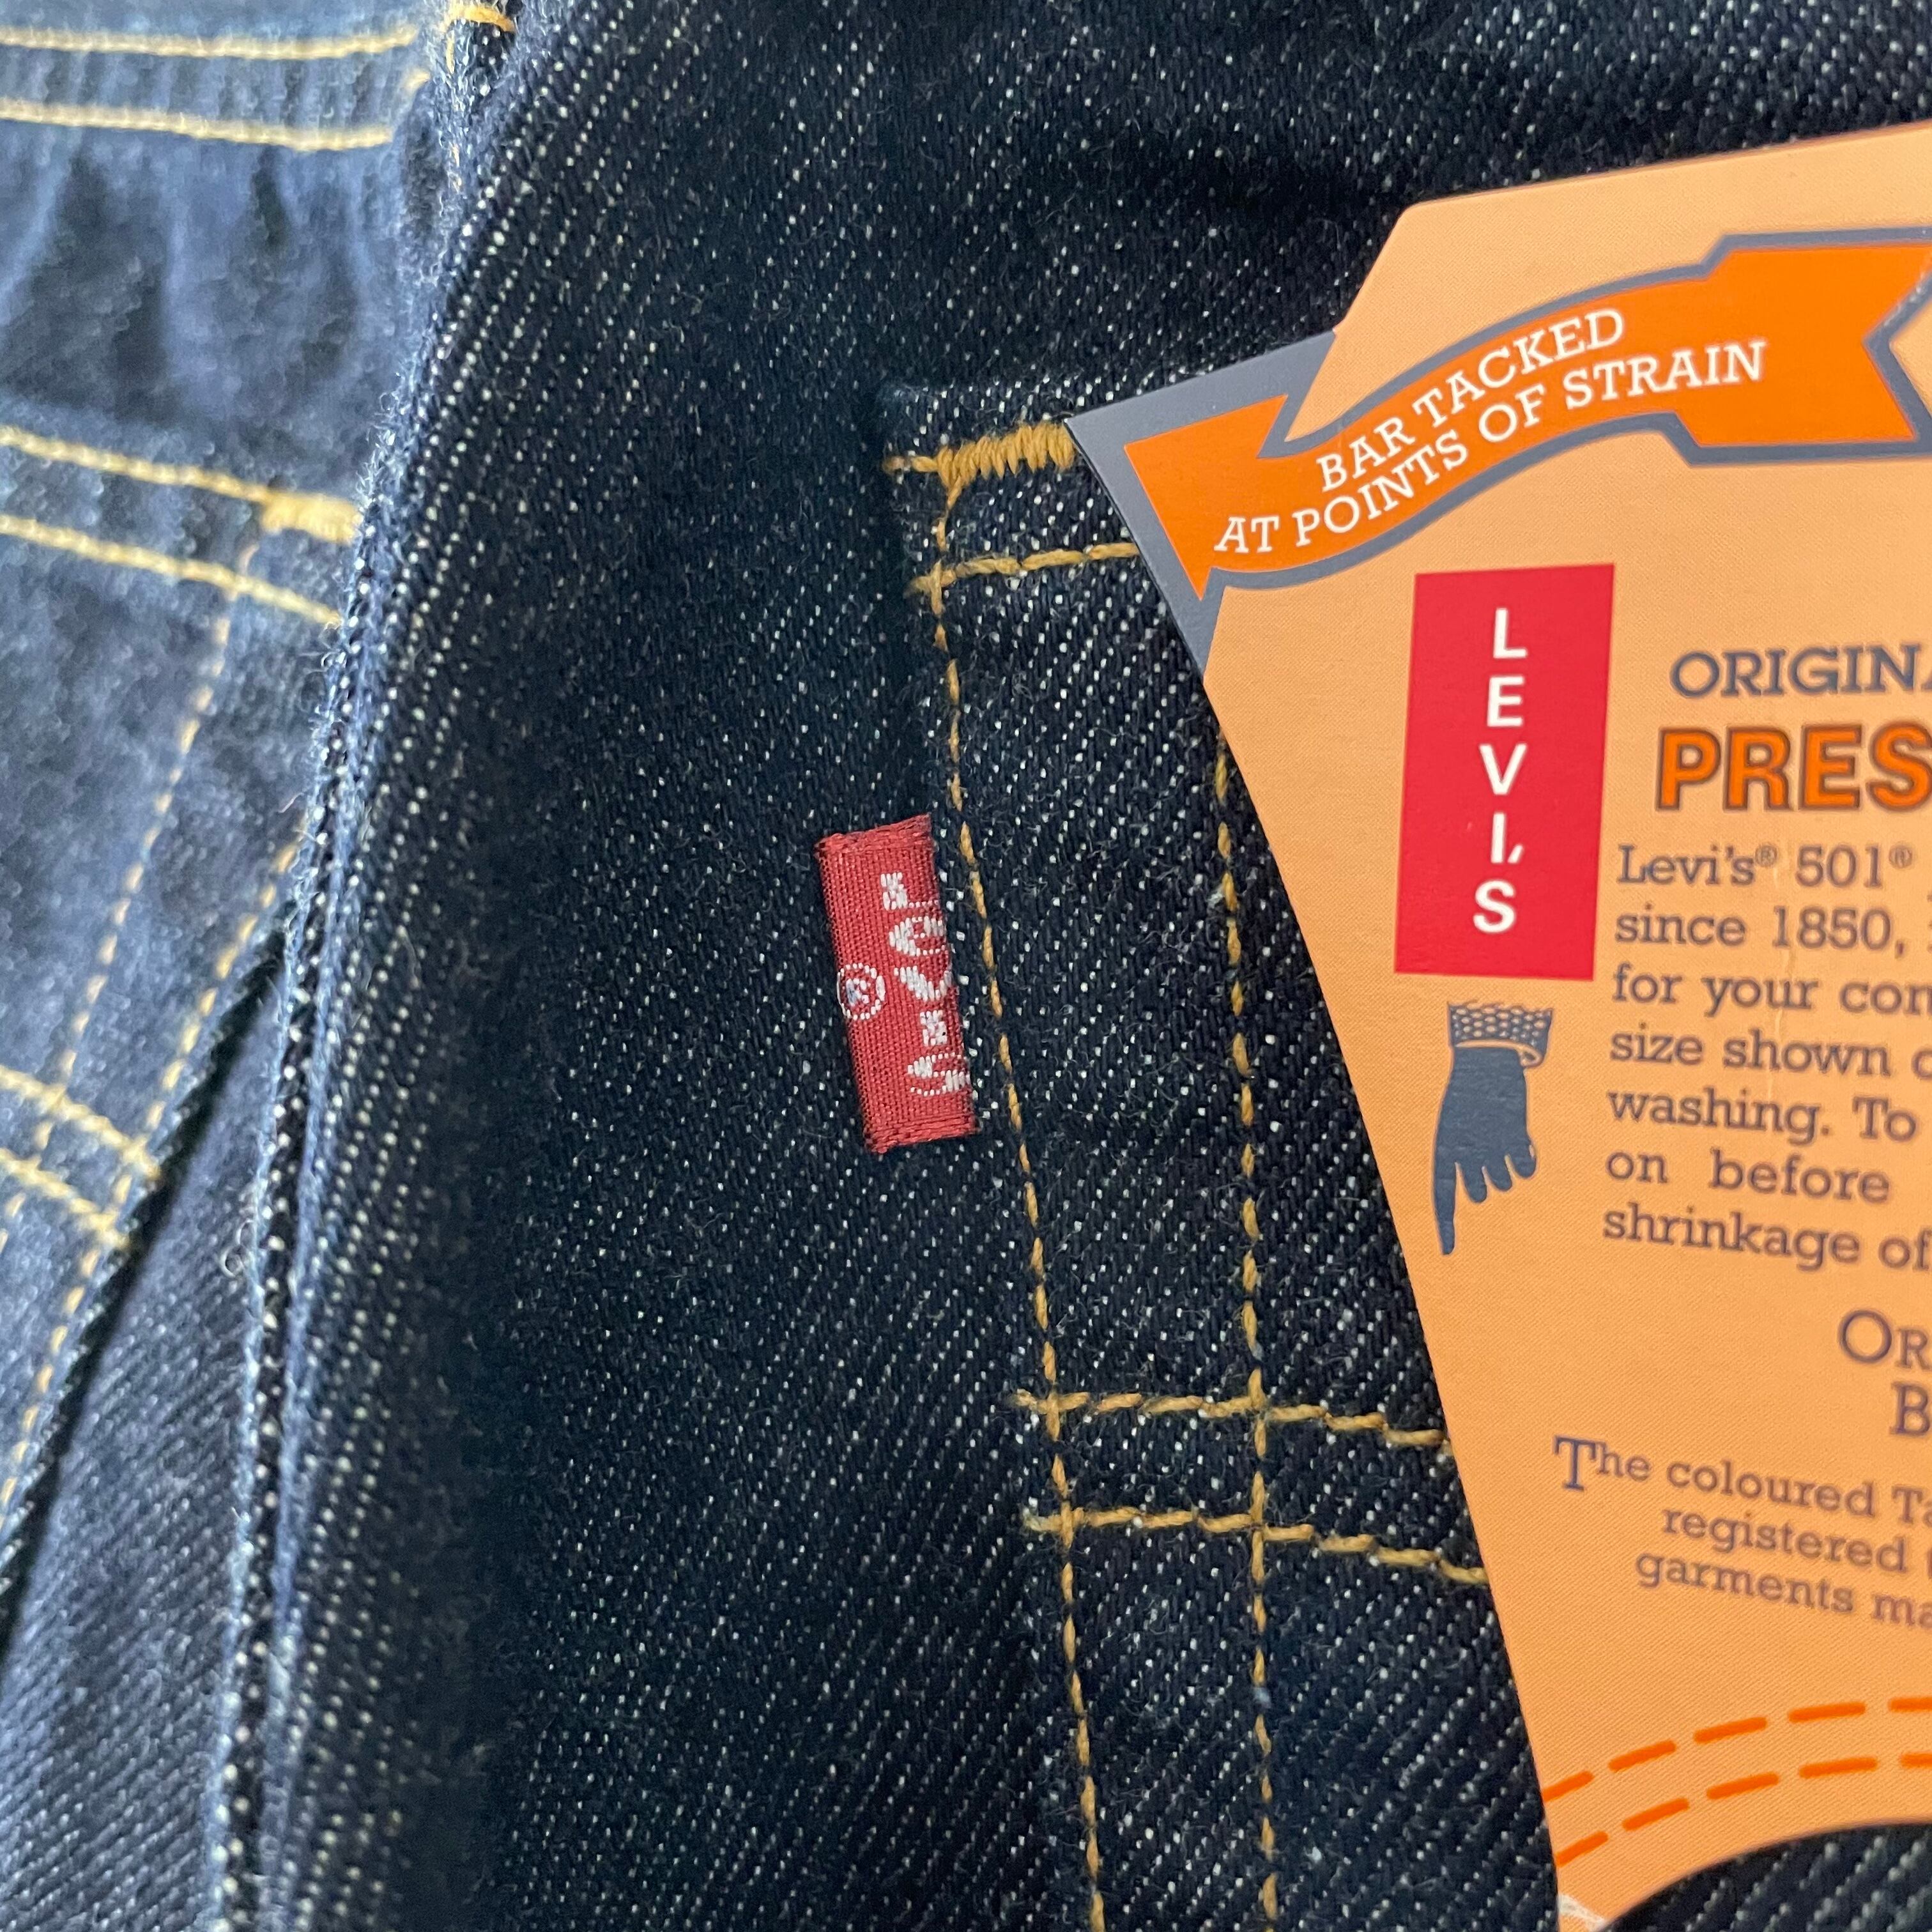 BAR TACKED
AT POINTS OF STRAIN
LEVI'S
ORIGINA
PRES
Levi's® 501®
since 1850,
for your con
size shown o
washing. To
on before
shrinkage of
OR
B
The coloured Ta
registered
garments ma
Levi's
®